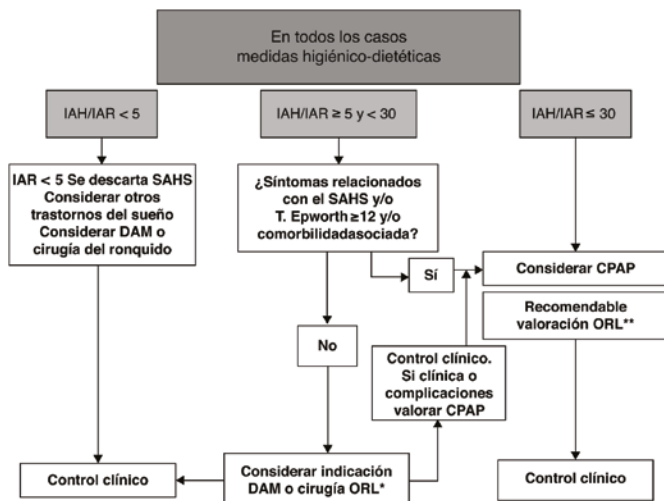 En todos los casos
medidas higiénico-dietéticas
IAH/IAR < 5
IAH/IAR ≥ 5 y < 30
IAH/IAR ≤ 30
IAR < 5 Se descarta SAHS
Considerar otros
trastornos del sueño
Considerar DAM o
cirugía del ronquido
¿Síntomas relacionados
con el SAHS y/o
T. Epworth ≥12 y/o
comorbilidadasociada?
Sí
Considerar CPAP
Recomendable
valoración ORL**
No
Control clínico.
Si clínica o
complicaciones
valorar CPAP
Control clínico
Considerar indicación
DAM o cirugía ORL*
Control clínico